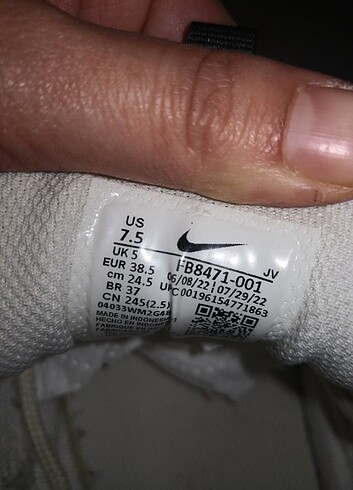 US
7.5
UK 5
EUR 38.5
cm 24.5
BR 37
CN 245(2.5)
04033WM2G4
MADE IN INDONESIA
HECHO EN INDONESIA
FB8471-001 JV
06/08/22 07/29/22
UPC 00196154771863